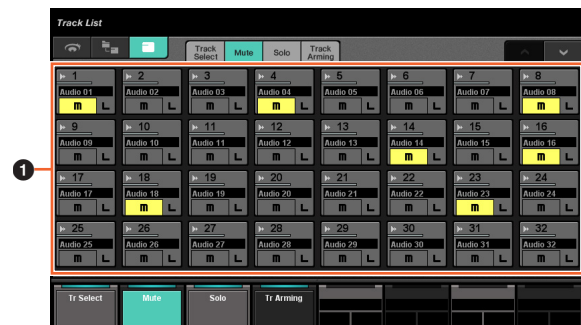 Track List
Track Select Mute Solo Track Arming
1 2 3 4 5 6 7 8
Audio 01 Audio 02 Audio 03 Audio 04 Audio 05 Audio 06 Audio 07 Audio 08
m L m L m L m L m L m L m L m L
9 10 11 12 13 14 15 16
Audio 09 Audio 10 Audio 11 Audio 12 Audio 13 Audio 14 Audio 15 Audio 16
m L m L m L m L m L m L m L m L
1
17 18 19 20 21 22 23 24
Audio 17 Audio 18 Audio 19 Audio 20 Audio 21 Audio 22 Audio 23 Audio 24
m L m L m L m L m L m L m L m L
25 26 27 28 29 30 31 32
Audio 25 Audio 26 Audio 27 Audio 28 Audio 29 Audio 30 Audio 31 Audio 32
m L m L m L m L m L m L m L m L
Tr Select Mute Solo Tr Arming